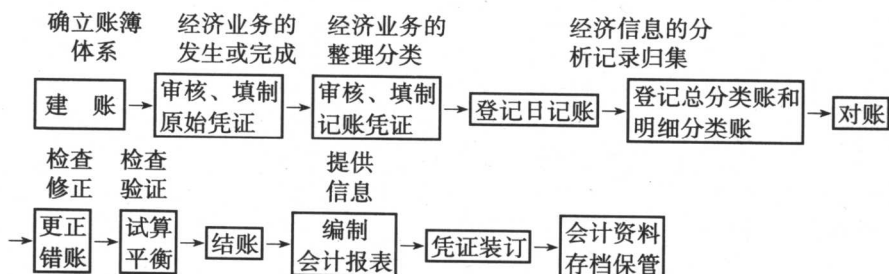 确立账簿 经济业务的 经济业务的 经济信息的分
体系 发生或完成 整理分类 析记录归集
建 账 审核、填制 审核、填制 登记日记账 登记总分类账和 对账
原始凭证 记账凭证 明细分类账
检查 检查 提供
修正 验证 信息
更正 试算 结账 编制 凭证装订 会计资料
错账 平衡 会计报表 存档保管